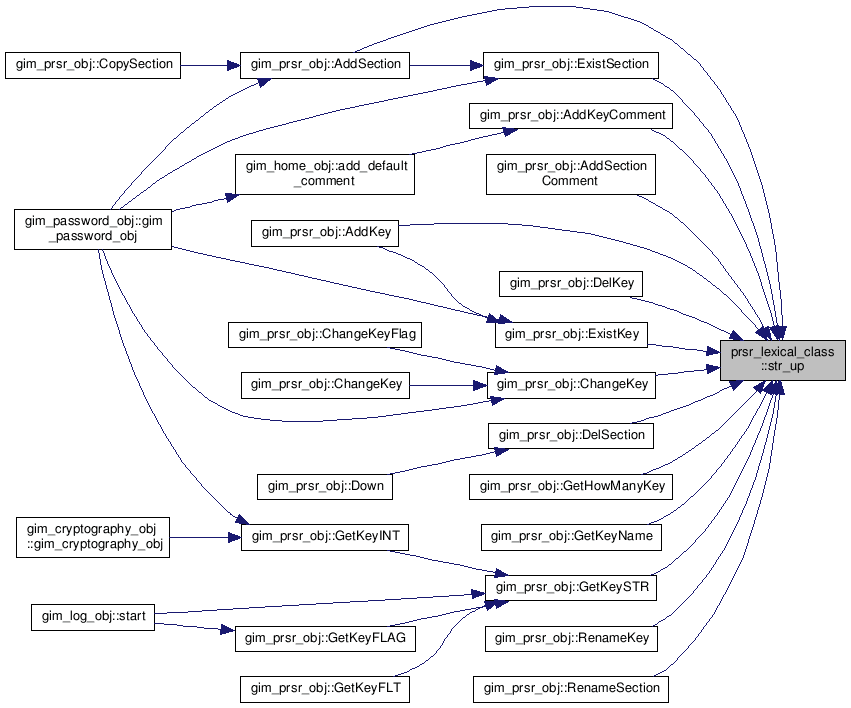 gim_prsr_obj::CopySection
gim_prsr_obj::AddSection
gim_prsr_obj::ExistSection
gim_prsr_obj::AddKeyComment
gim_home_obj::add_default
_comment
gim_prsr_obj::AddSection
Comment
gim_password_obj::gim
_password_obj
gim_prsr_obj::AddKey
gim_prsr_obj::DelKey
gim_prsr_obj::ChangeKeyFlag
gim_prsr_obj::ExistKey
prsr_lexical_class
::str_up
gim_prsr_obj::ChangeKey
gim_prsr_obj::ChangeKey
gim_prsr_obj::DelSection
gim_prsr_obj::Down
gim_prsr_obj::GetHowManyKey
gim_cryptography_obj
::gim_cryptography_obj
gim_prsr_obj::GetKeyINT
gim_prsr_obj::GetKeyName
gim_prsr_obj::GetKeySTR
gim_log_obj::start
gim_prsr_obj::GetKeyFLAG
gim_prsr_obj::RenameKey
gim_prsr_obj::GetKeyFLT
gim_prsr_obj::RenameSection